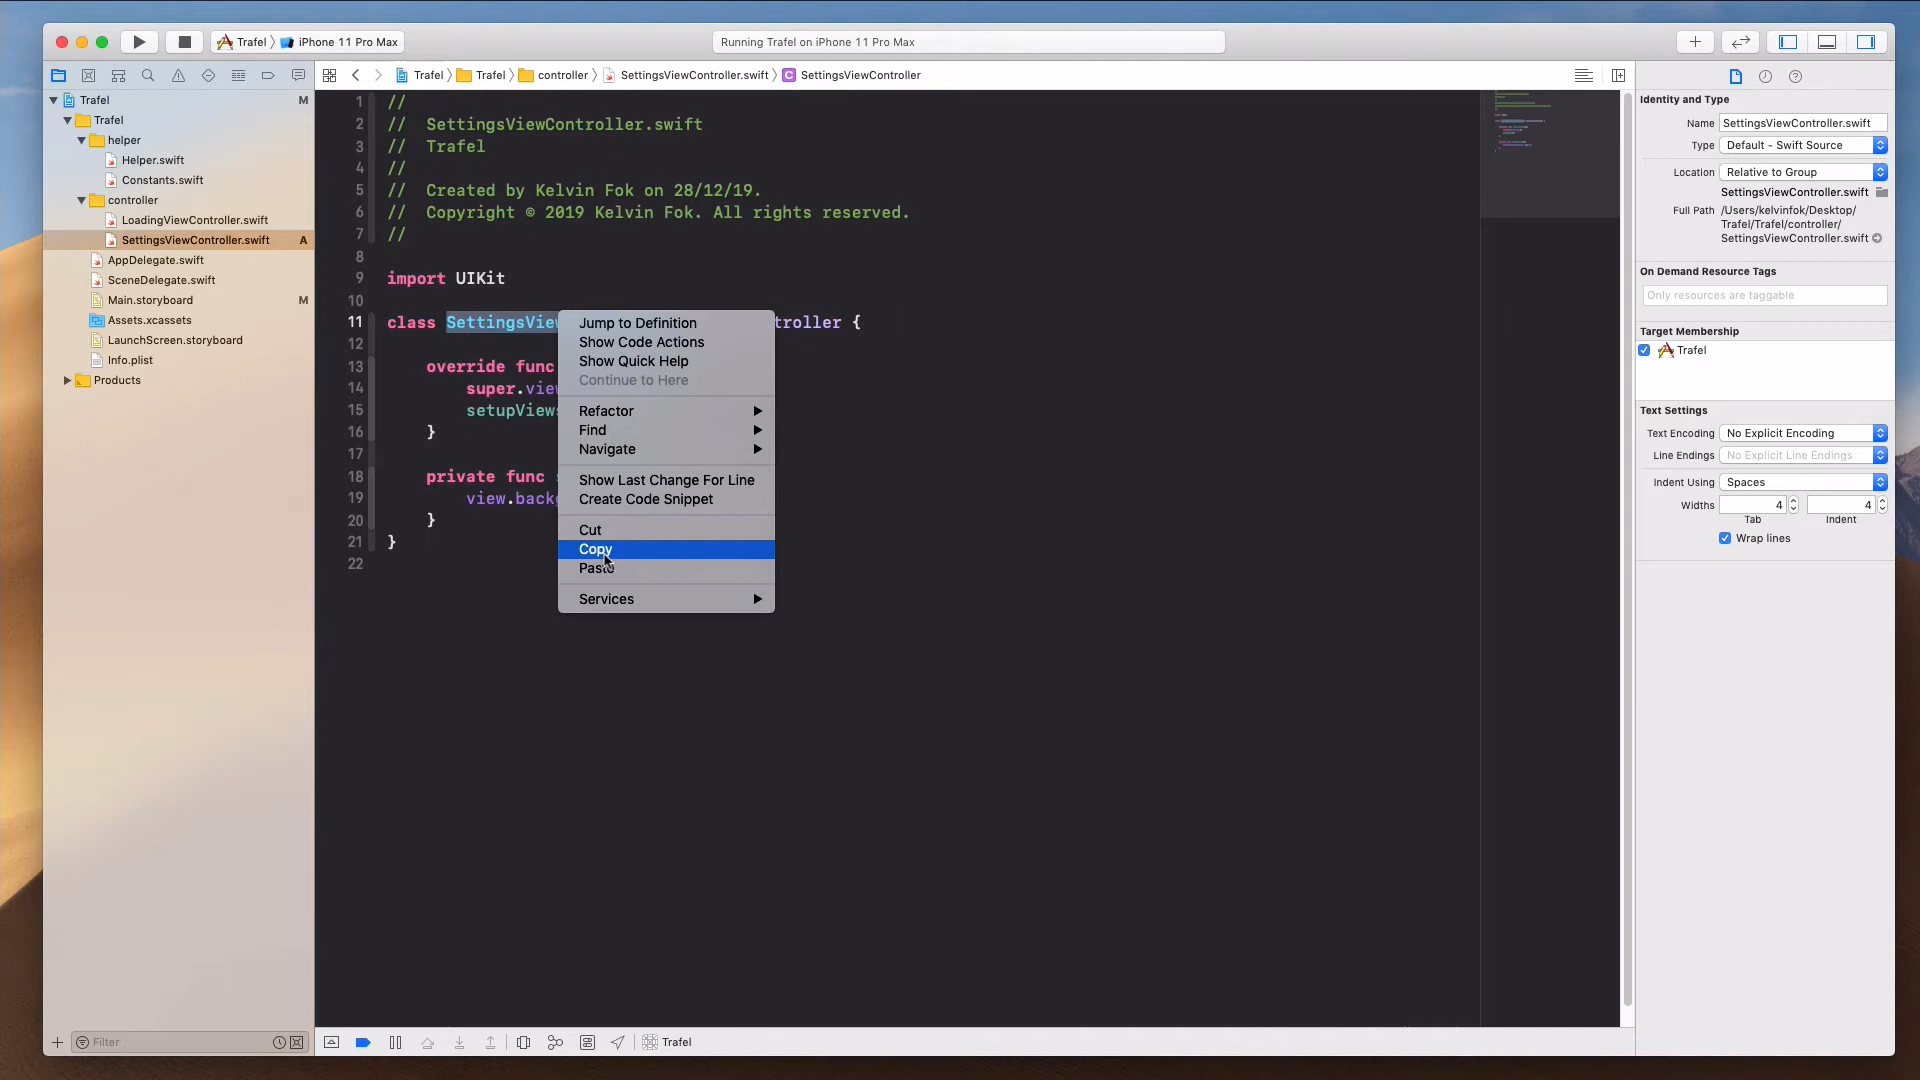 Trafel
iPhone 11 Pro Max
Running Trafel on iPhone 11 Pro Max
Trafel
Trafel
controller
SettingsViewController.swift
SettingsViewController
Trafel
M
Trafel
helper
Helper.swift
Constants.swift
controller
LoadingViewController.swift
SettingsViewController.swift
A
AppDelegate.swift
SceneDelegate.swift
Main.storyboard
M
Assets.xcassets
LaunchScreen.storyboard
Info.plist
Products
Filter
1 //
2 // SettingsViewController.swift
3 // Trafel
4 //
5 // Created by Kelvin Fok on 28/12/19.
6 // Copyright © 2019 Kelvin Fok. All rights reserved.
7 //
8
9 import UIKit
10
11 class SettingsView troller {
12
13 override func
14 super.view
15 setupViews
16 }
17
18 private func
19 view.backg
20 }
21 }
22
Jump to Definition
Show Code Actions
Show Quick Help
Continue to Here
Refactor
Find
Navigate
Show Last Change For Line
Create Code Snippet
Cut
Copy
Paste
Services
Trafel
Identity and Type
Name SettingsViewController.swift
Type Default - Swift Source
Location Relative to Group
SettingsViewController.swift
Full Path /Users/kelvinfok/Desktop/
Trafel/Trafel/controller/
SettingsViewController.swift
On Demand Resource Tags
Only resources are taggable
Target Membership
Trafel
Text Settings
Text Encoding No Explicit Encoding
Line Endings No Explicit Line Endings
Indent Using Spaces
Widths 4 4
Tab Indent
Wrap lines